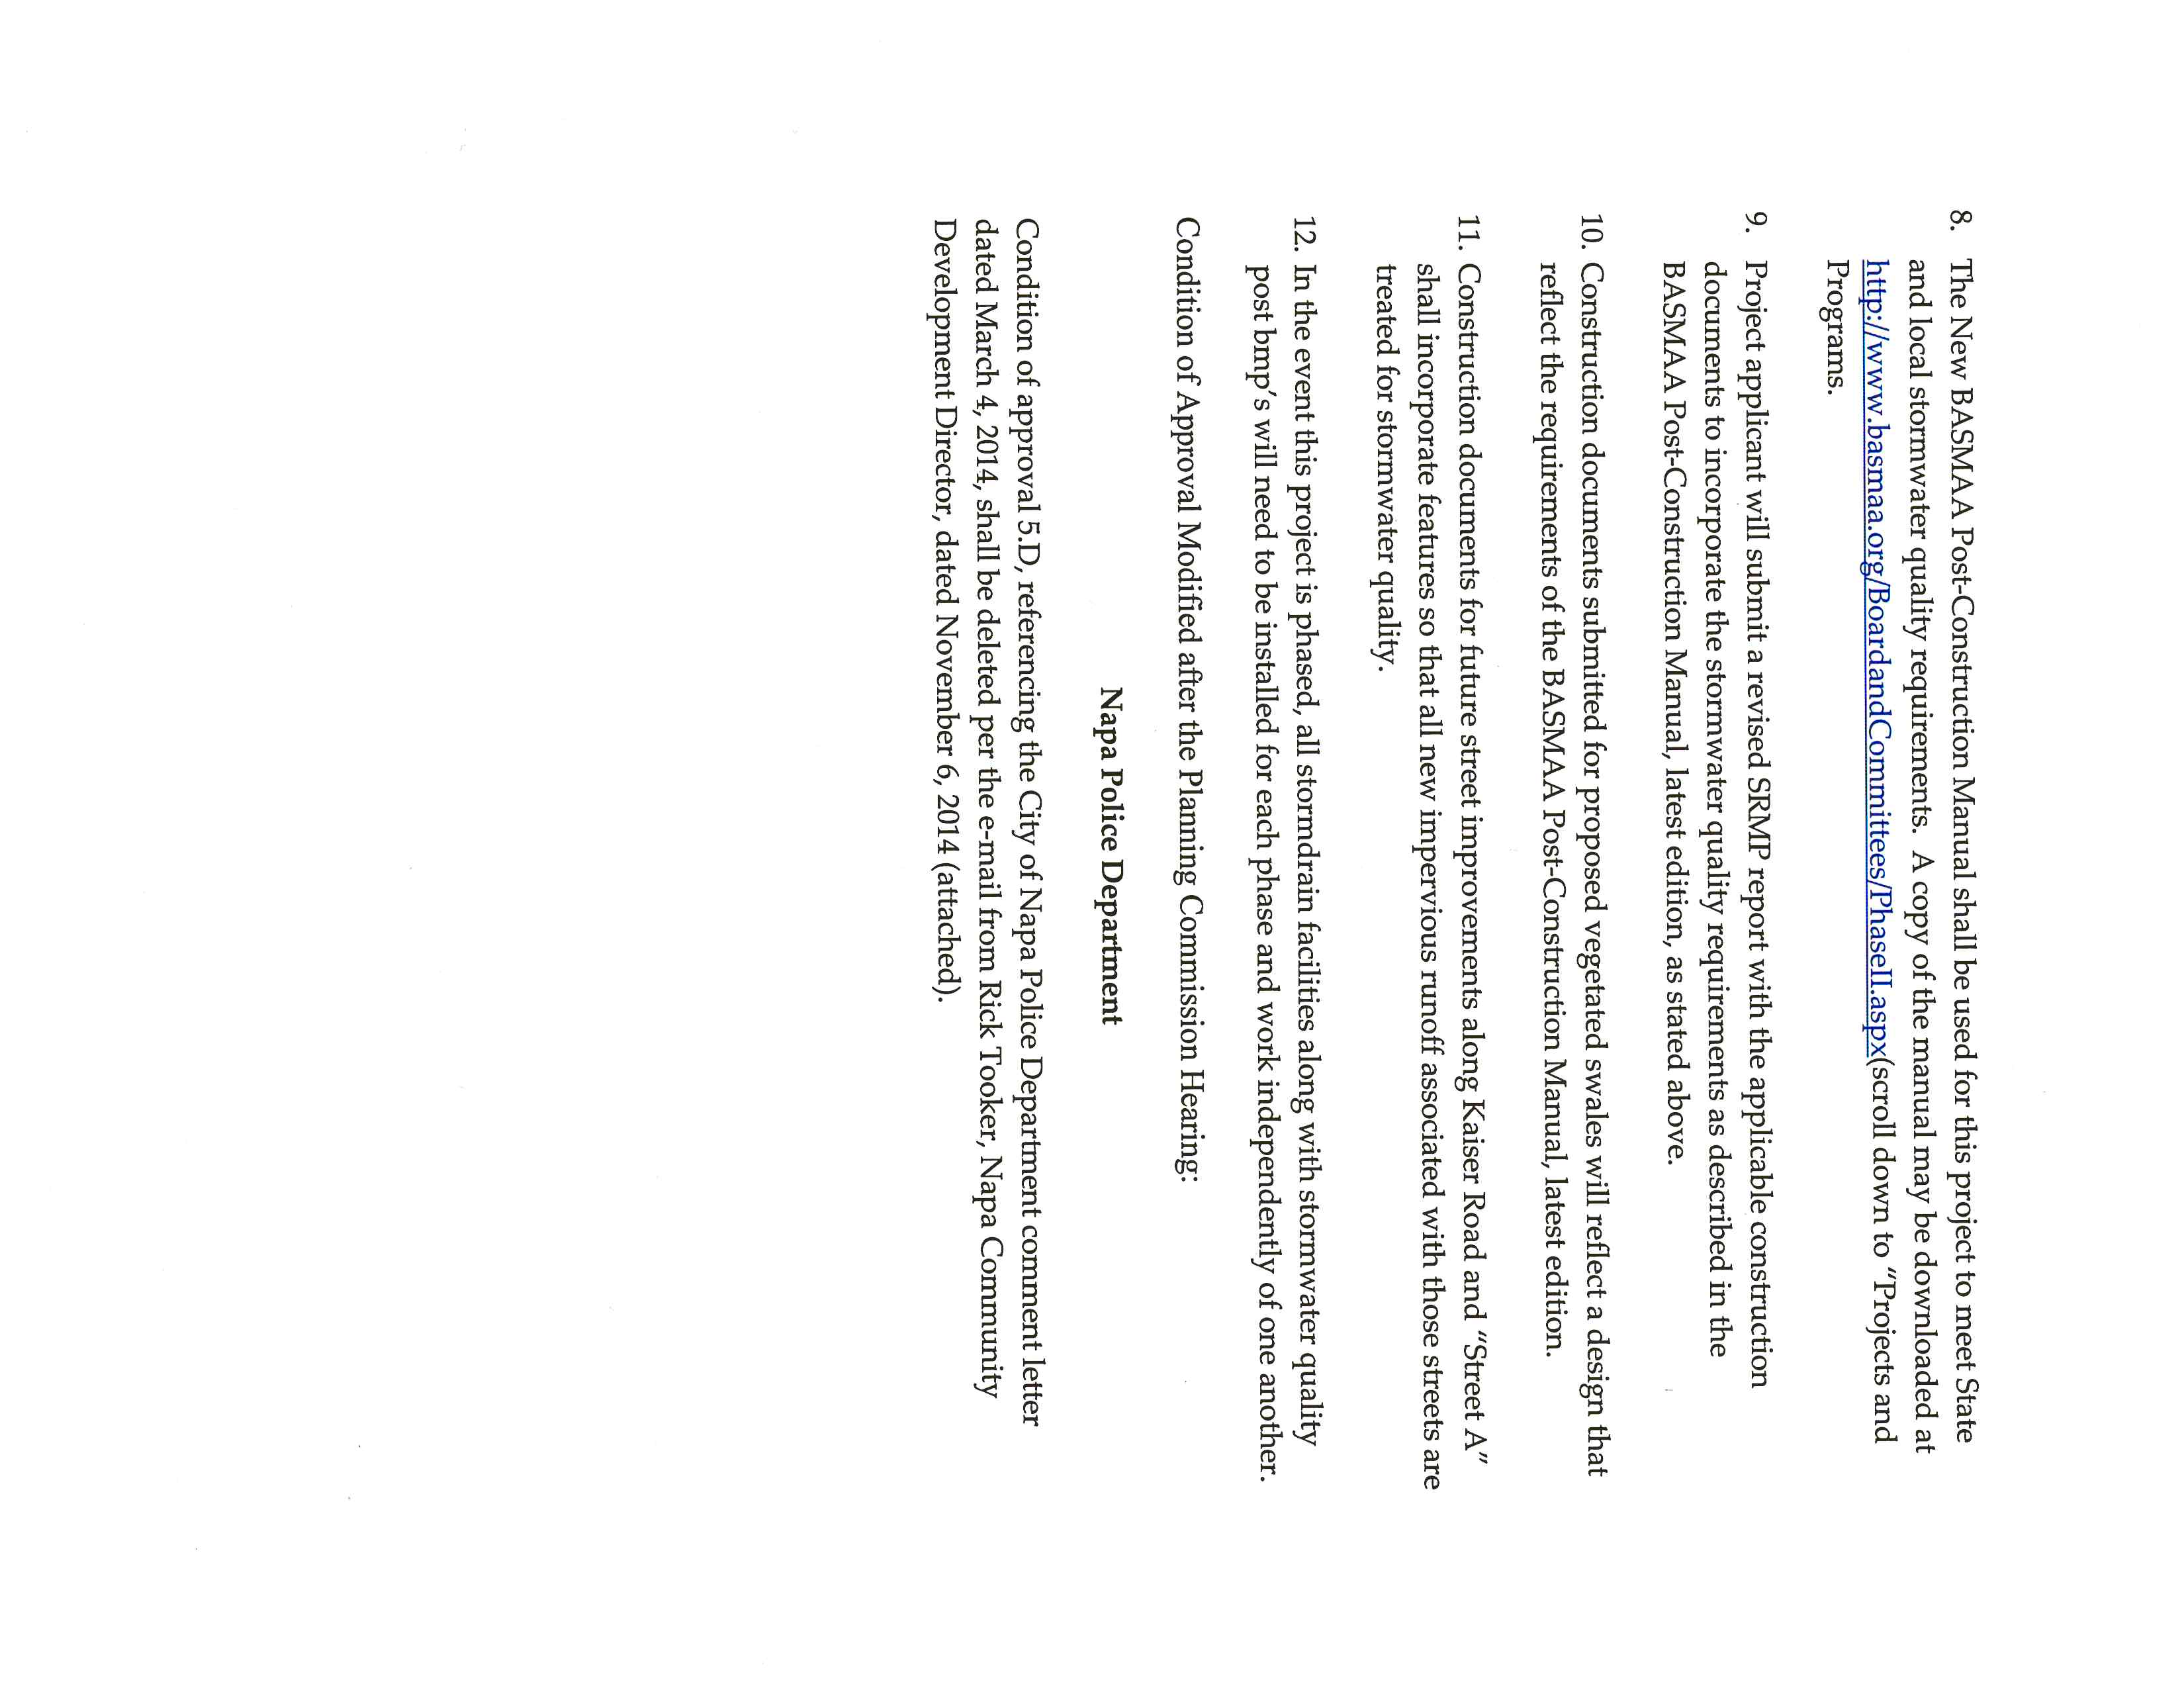 8. The New BASMAA Post-Construction Manual shall be used for this project to meet State
and local stormwater quality requirements. A copy of the manual may be downloaded at
http://www.basmaa.org/BoardandCommittees/PhaseII.aspx(scroll down to "Projects and
Programs.
9. Project applicant will submit a revised SRMP report with the applicable construction
documents to incorporate the stormwater quality requirements as described in the
BASMAA Post-Construction Manual, latest edition, as stated above.
10. Construction documents submitted for proposed vegetated swales will reflect a design that
reflect the requirements of the BASMAA Post-Construction Manual, latest edition.
11. Construction documents for future street improvements along Kaiser Road and "Street A"
shall incorporate features so that all new impervious runoff associated with those streets are
treated for stormwater quality.
12. In the event this project is phased, all stormdrain facilities along with stormwater quality
post bmp's will need to be installed for each phase and work independently of one another.
Condition of Approval Modified after the Planning Commission Hearing:
Napa Police Department
Condition of approval 5.D, referencing the City of Napa Police Department comment letter
dated March 4, 2014, shall be deleted per the e-mail from Rick Tooker, Napa Community
Development Director, dated November 6, 2014 (attached).